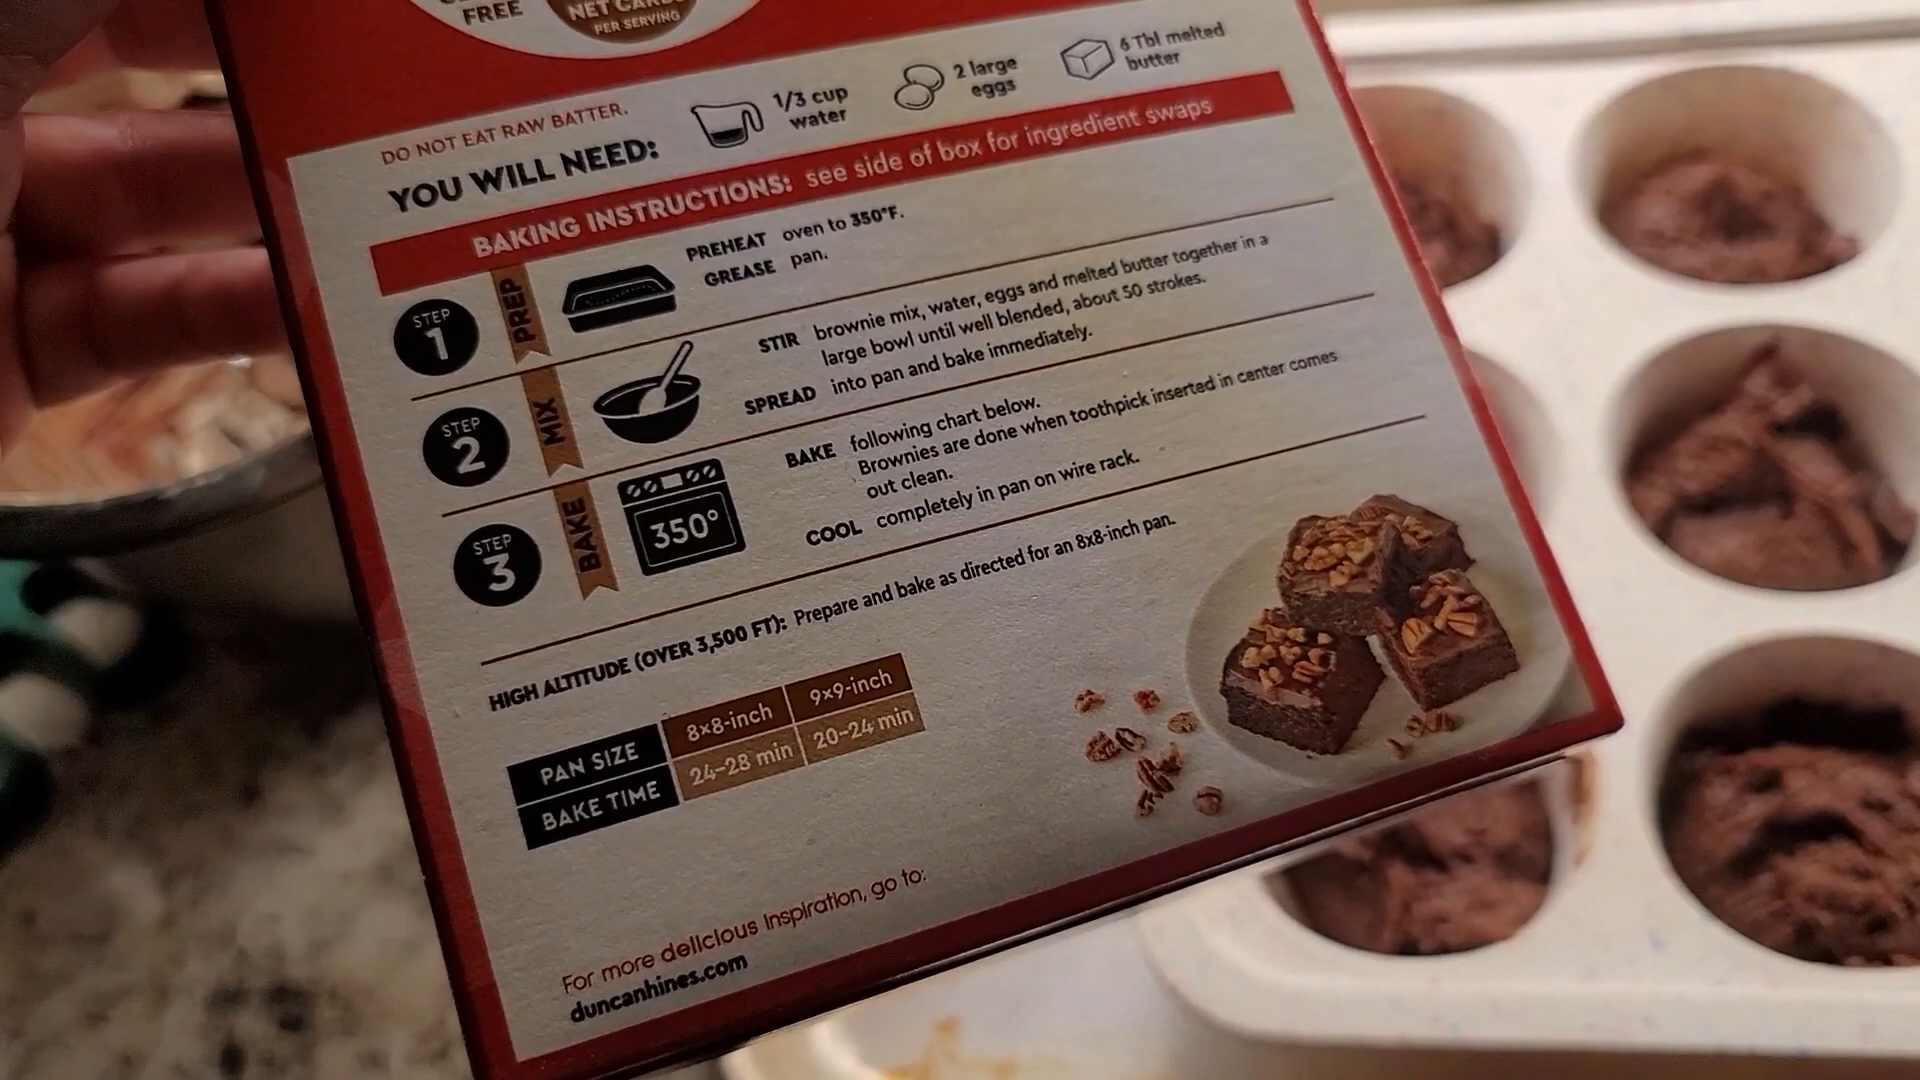 FREE
NET CARBS
PER SERVING
DO NOT EAT RAW BATTER.
YOU WILL NEED:
1/3 cup
water
2 large
eggs
6 Tbl melted
butter
BAKING INSTRUCTIONS: see side of box for ingredient swaps
STEP
1
PREP
PREHEAT oven to 350°F.
GREASE pan.
STEP
2
MIX
STIR brownie mix, water, eggs and melted butter together in a
large bowl until well blended, about 50 strokes.
SPREAD into pan and bake immediately.
STEP
3
BAKE
350°
BAKE following chart below.
Brownies are done when toothpick inserted in center comes
out clean.
COOL completely in pan on wire rack.
HIGH ALTITUDE (OVER 3,500 FT): Prepare and bake as directed for an 8x8-inch pan.
PAN SIZE 8x8-inch 9x9-inch
BAKE TIME 24-28 min 20-24 min
For more delicious inspiration, go to:
duncanhines.com